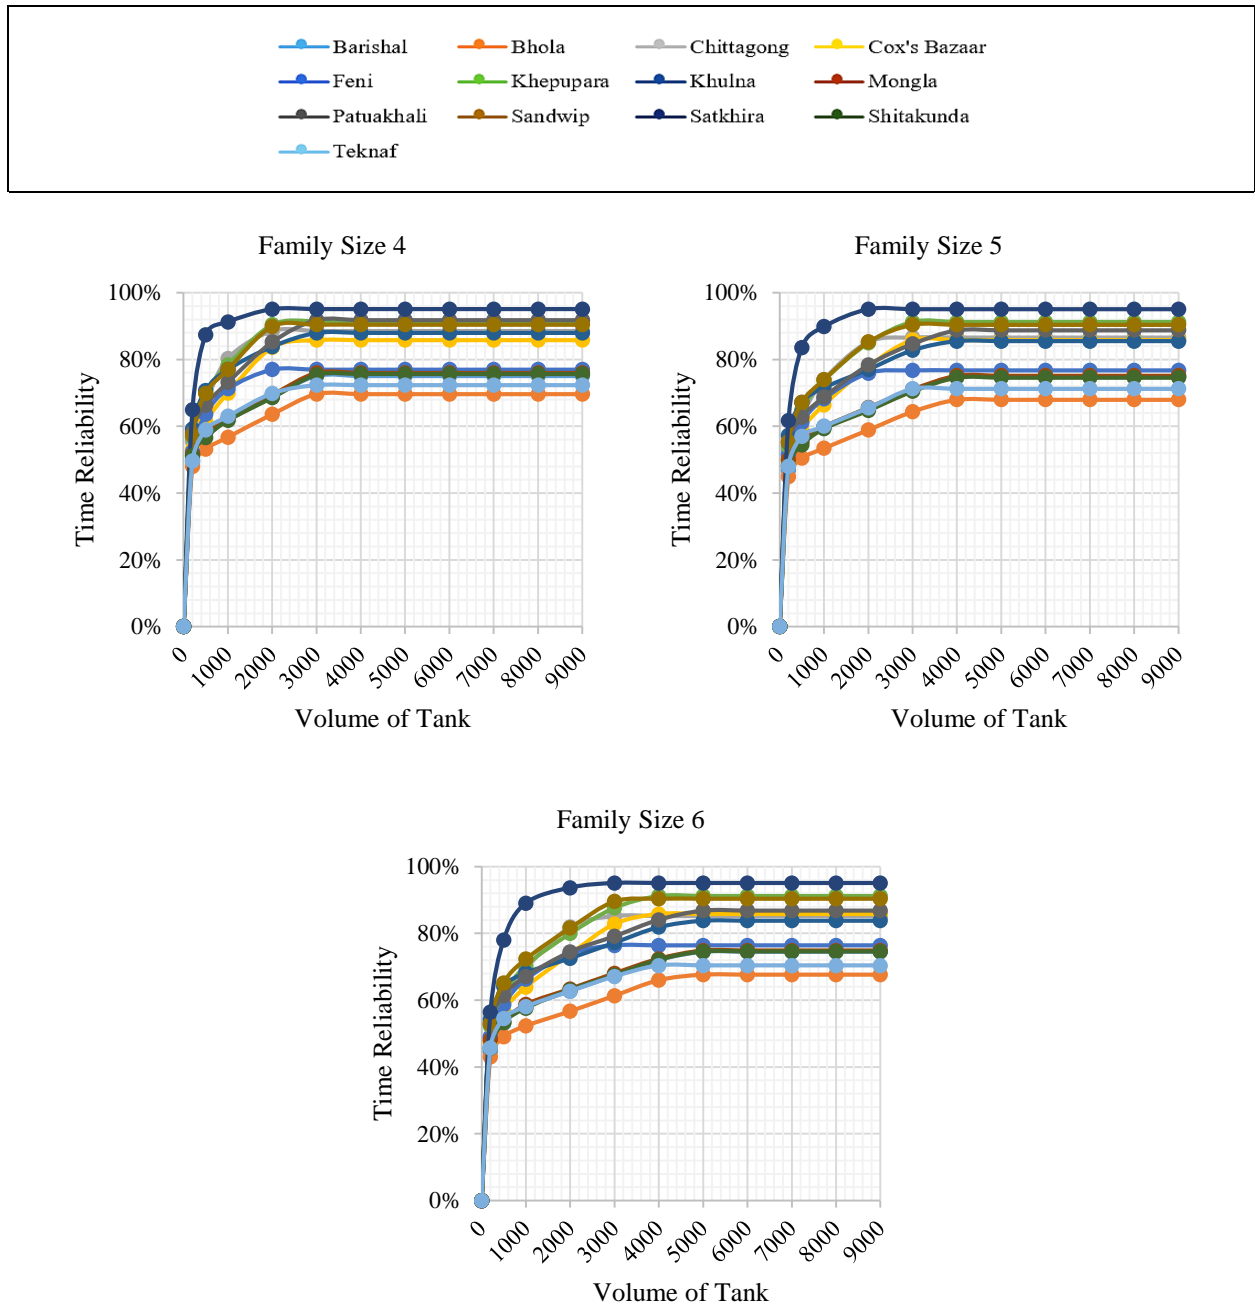 Barishal Bhola Chittagong Cox's Bazaar
Feni Khepupara Khulna Mongla
Patuakhali Sandwip Satkhira Shitakunda
Teknaf
Family Size 4
100%
80%
60%
40%
20%
0%
Time Reliability
0 1000 2000 3000 4000 5000 6000 7000 8000 9000
Volume of Tank
Family Size 5
100%
80%
60%
40%
20%
0%
Time Reliability
0 1000 2000 3000 4000 5000 6000 7000 8000 9000
Volume of Tank
Family Size 6
100%
80%
60%
40%
20%
0%
Time Reliability
0 1000 2000 3000 4000 5000 6000 7000 8000 9000
Volume of Tank